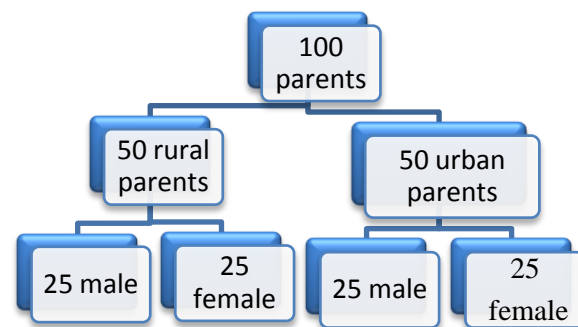 100
parents
50 rural
parents
50 urban
parents
25 male
25
female
25 male
25
female